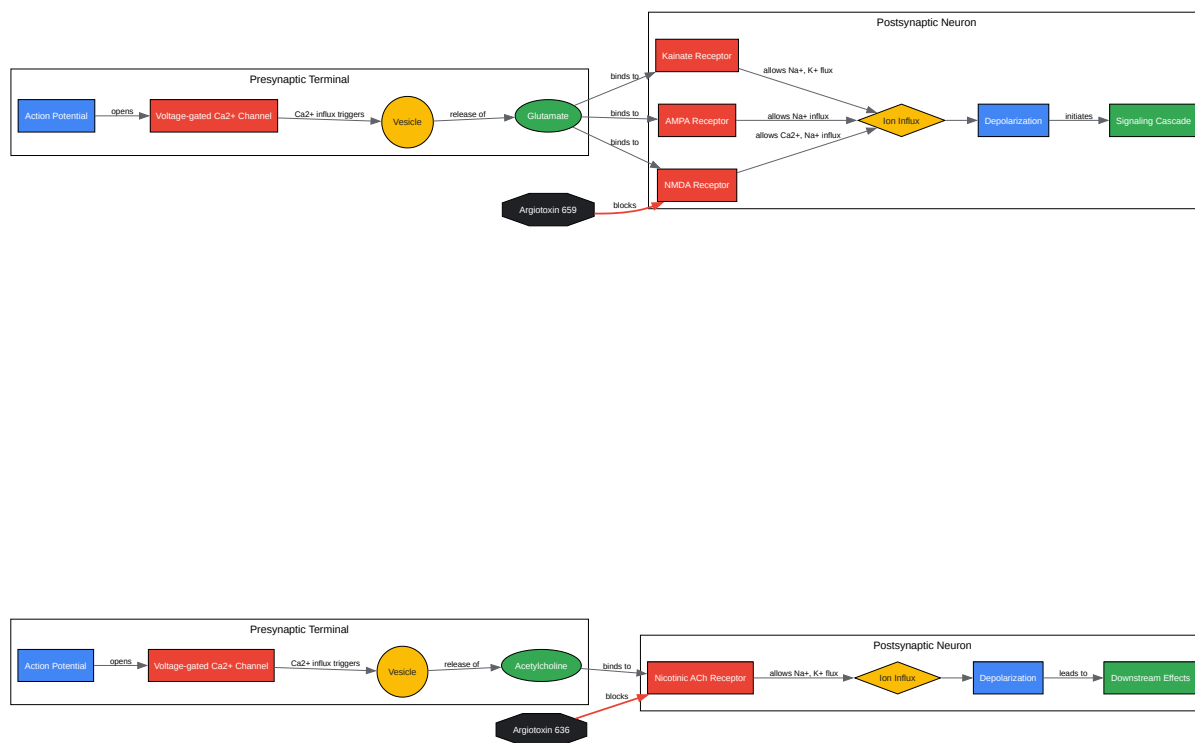 Postsynaptic Neuron
Kainate Receptor
allows Na+, K+ flux
binds to
Presynaptic Terminal
Action Potential
opens
Voltage-gated Ca2+ Channel
Ca2+ influx triggers
Vesicle
release of
Glutamate
binds to
AMPA Receptor
allows Na+ influx
Ion Influx
Depolarization
initiates
Signaling Cascade
allows Ca2+, Na+ influx
binds to
NMDA Receptor
Argiotoxin 659
blocks
Presynaptic Terminal
Action Potential
opens
Voltage-gated Ca2+ Channel
Ca2+ influx triggers
Vesicle
release of
Acetylcholine
binds to
Postsynaptic Neuron
Nicotinic ACh Receptor
allows Na+, K+ flux
Ion Influx
Depolarization
leads to
Downstream Effects
blocks
Argiotoxin 636